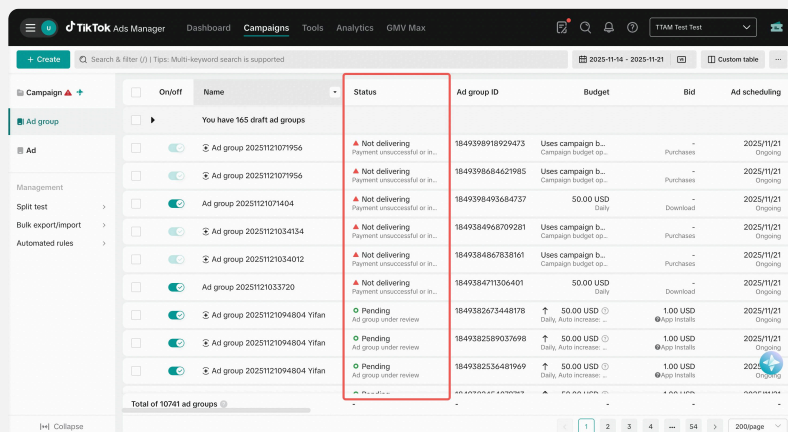 U
TikTok Ads Manager
Dashboard
Campaigns
Tools
Analytics
GMV Max
TTAM Test Test
+ Create
Search & filter (/) | Tips: Multi-keyword search is supported
2025-11-14 - 2025-11-21
Custom table
...
Campaign
Ad group
Ad
Management
Split test
Bulk export/import
Automated rules
Collapse
On/off Name Status Ad group ID Budget Bid Ad scheduling
You have 165 draft ad groups
Ad group 20251121071956 Not delivering 1849398918929473 Uses campaign b... - 2025/11/21
Payment unsuccessful or in... Campaign budget op... Purchases Ongoing
Ad group 20251121071956 Not delivering 1849398684621985 Uses campaign b... - 2025/11/21
Payment unsuccessful or in... Campaign budget op... Purchases Ongoing
Ad group 20251121071404 Not delivering 1849398493684737 50.00 USD - 2025/11/21
Payment unsuccessful or in... Daily Download Ongoing
Ad group 20251121034134 Not delivering 1849384968709281 Uses campaign b... - 2025/11/21
Payment unsuccessful or in... Campaign budget op... Purchases Ongoing
Ad group 20251121034012 Not delivering 1849384867838161 Uses campaign b... - 2025/11/21
Payment unsuccessful or in... Campaign budget op... Purchases Ongoing
Ad group 20251121033720 Not delivering 1849384711306401 50.00 USD - 2025/11/21
Payment unsuccessful or in... Daily Download Ongoing
Ad group 20251121094804 Yifan Pending 1849382673448178 50.00 USD 1.00 USD 2025/11/21
Ad group under review Daily, Auto increase: ... App Installs Ongoing
Ad group 20251121094804 Yifan Pending 1849382589037698 50.00 USD 1.00 USD 2025/11/21
Ad group under review Daily, Auto increase: ... App Installs Ongoing
Ad group 20251121094804 Yifan Pending 1849382536481969 50.00 USD 1.00 USD 2025/11/21
Ad group under review Daily, Auto increase: ... App Installs Ongoing
Total of 10741 ad groups - - - - -
1 2 3 4 ... 54 200/page